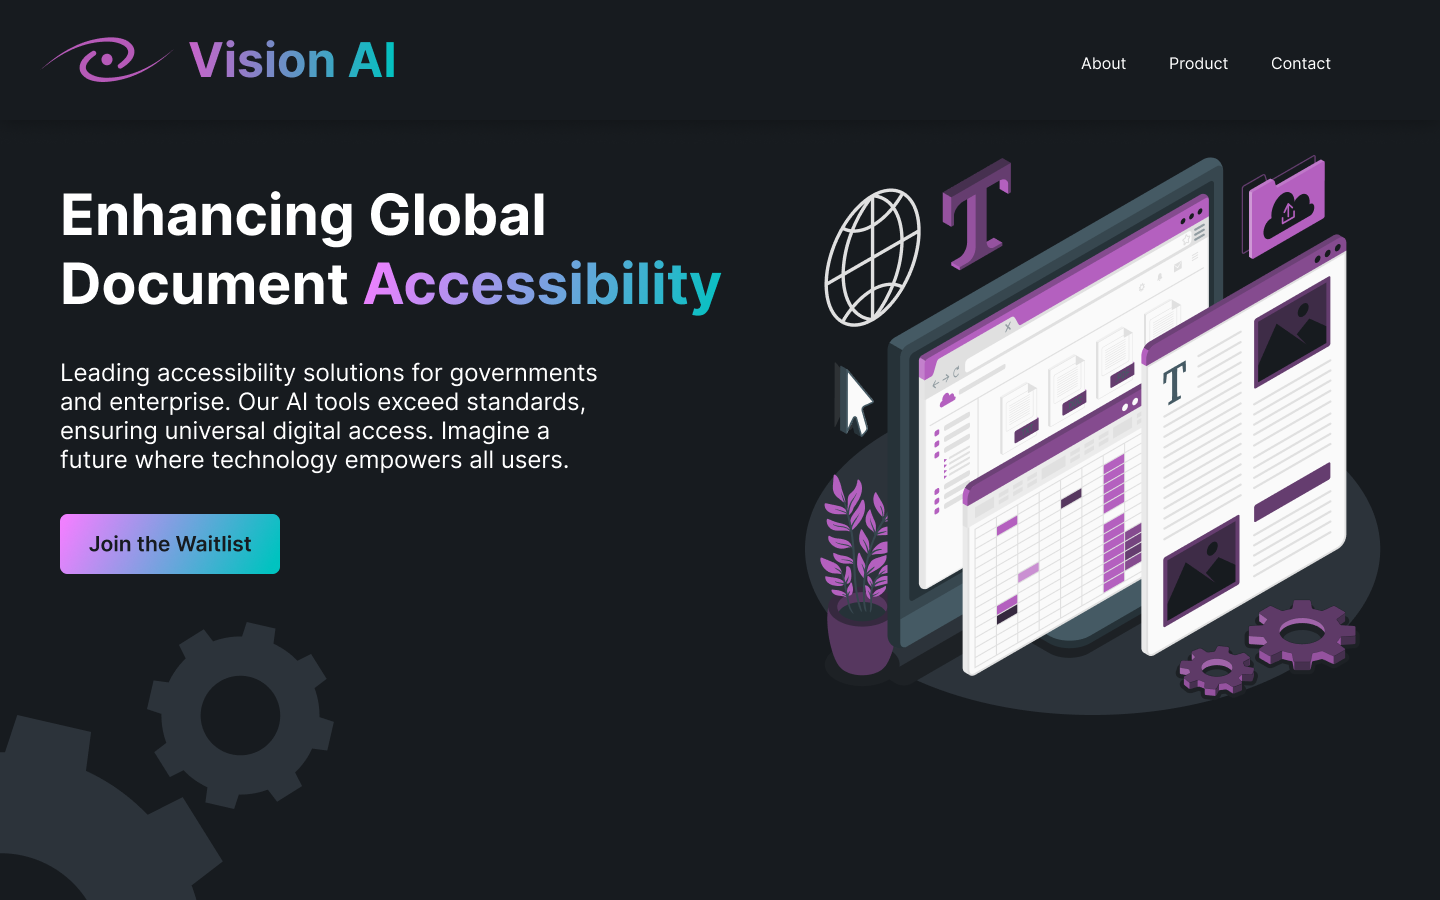 Vision AI
About
Product
Contact
Enhancing Global
Document Accessibility
Leading accessibility solutions for governments
and enterprise. Our AI tools exceed standards,
ensuring universal digital access. Imagine a
future where technology empowers all users.
Join the Waitlist
T
T